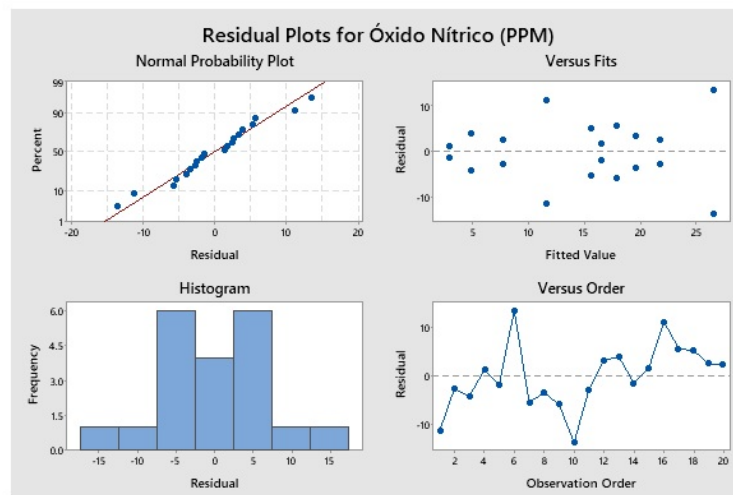 Residual Plots for Óxido Nítrico (PPM)
Normal Probability Plot
99
90
50
10
1
Percent
-20 -10 0 10 20
Residual
Versus Fits
10
0
-10
Residual
5 10 15 20 25
Fitted Value
Histogram
6.0
4.5
3.0
1.5
0.0
Frequency
-15 -10 -5 0 5 10 15
Residual
Versus Order
10
0
-10
Residual
2 4 6 8 10 12 14 16 18 20
Observation Order